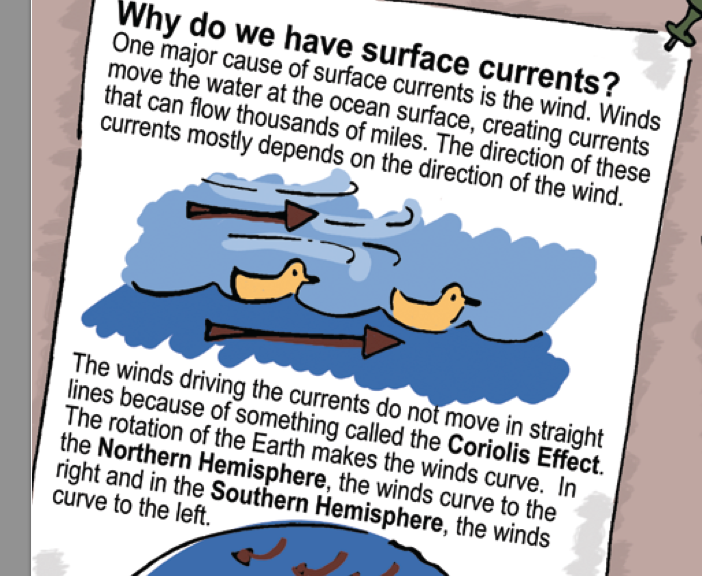 Why do we have surface currents?
One major cause of surface currents is the wind. Winds
move the water at the ocean surface, creating currents
that can flow thousands of miles. The direction of these
currents mostly depends on the direction of the wind.
The winds driving the currents do not move in straight
lines because of something called the Coriolis Effect.
The rotation of the Earth makes the winds curve. In
the Northern Hemisphere, the winds curve to the
right and in the Southern Hemisphere, the winds
curve to the left.